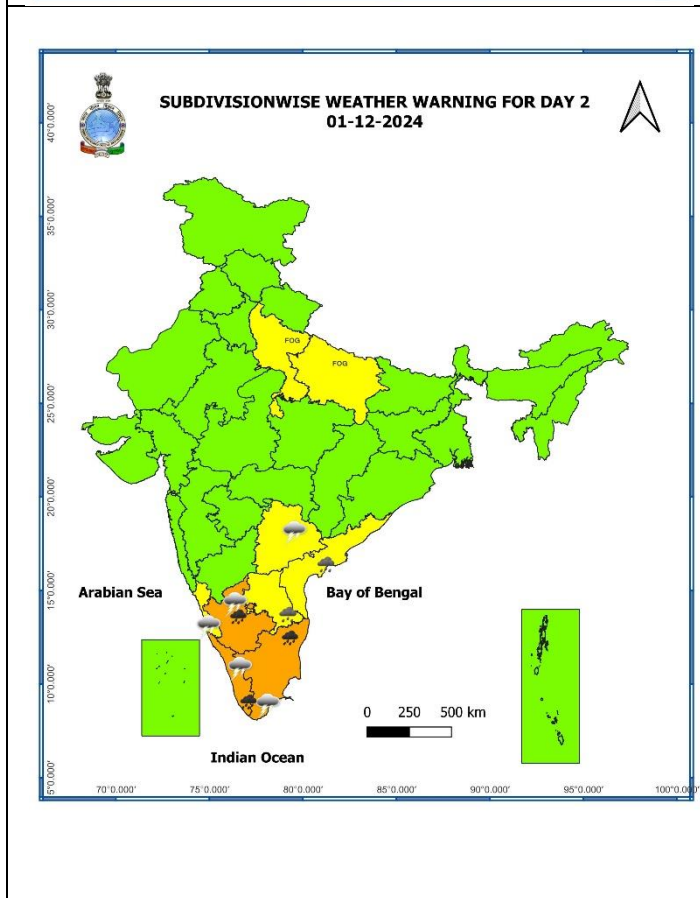 SUBDIVISIONWISE WEATHER WARNING FOR DAY 2
01-12-2024
40°0.000'
35°0.000'
30°0.000'
25°0.000'
20°0.000'
15°0.000'
10°0.000'
5°0.000'
FOG
FOG
Arabian Sea
Bay of Bengal
0 250 500 km
Indian Ocean
70°0.000' 75°0.000' 80°0.000' 85°0.000' 90°0.000' 95°0.000' 100°0.000'